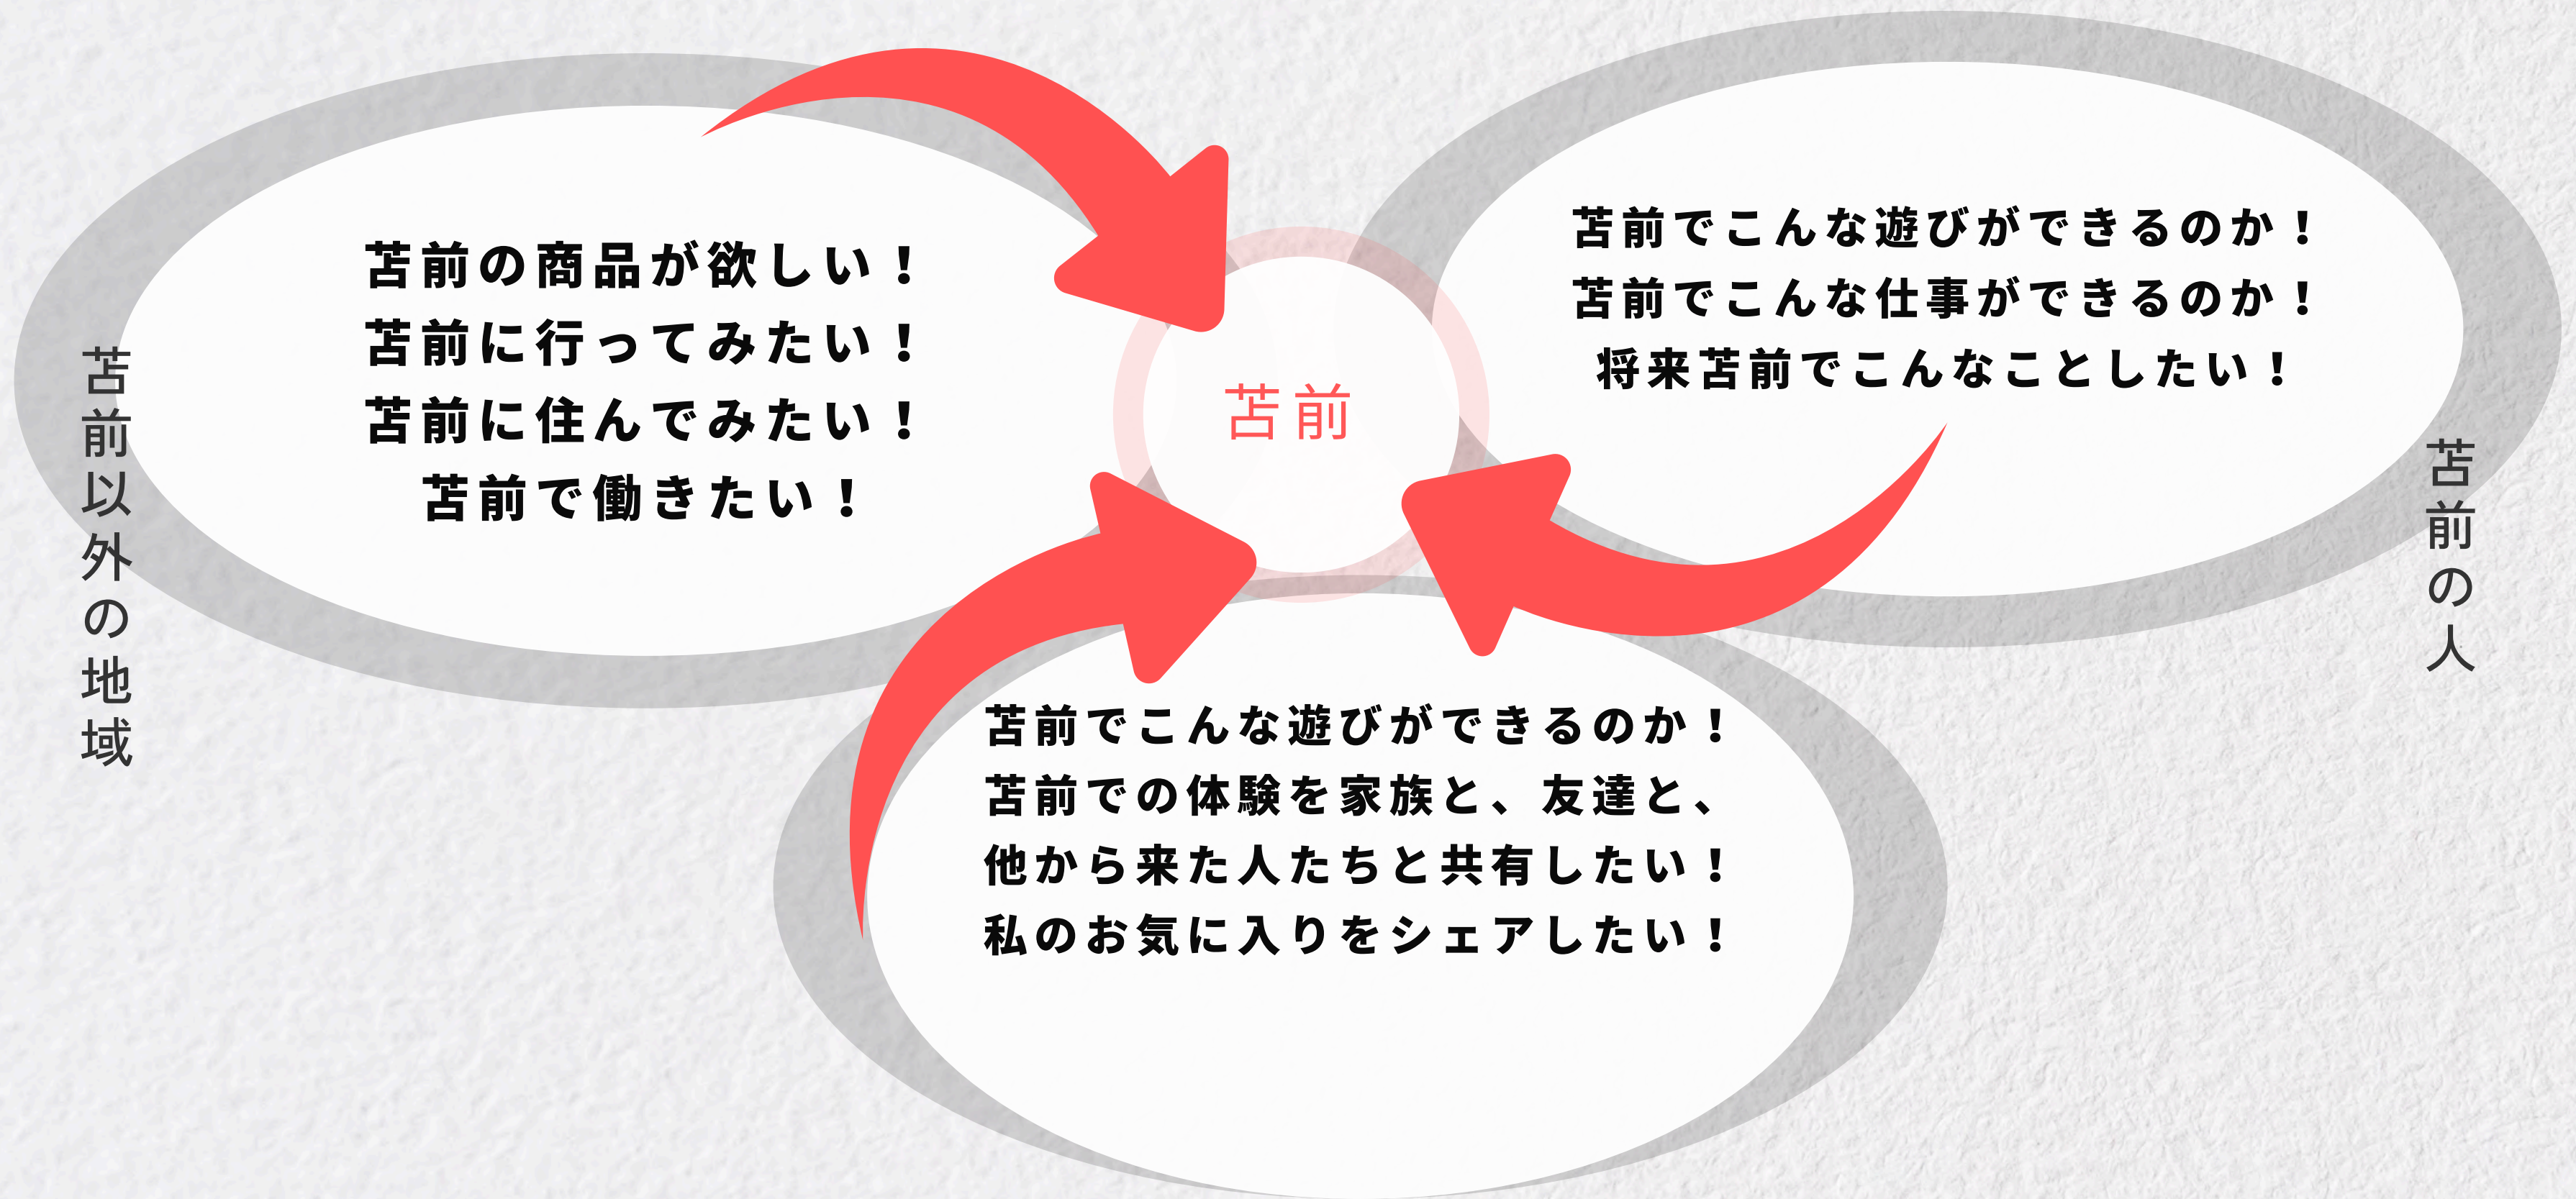 苫前以外の地域
苫前の商品が欲しい！
苫前に行ってみたい！
苫前に住んでみたい！
苫前で働きたい！
苫前
苫前でこんな遊びができるのか！
苫前でこんな仕事ができるのか！
将来苫前でこんなことしたい！
苫前の人
苫前でこんな遊びができるのか！
苫前での体験を家族と、友達と、
他から来た人たちと共有したい！
私のお気に入りをシェアしたい！